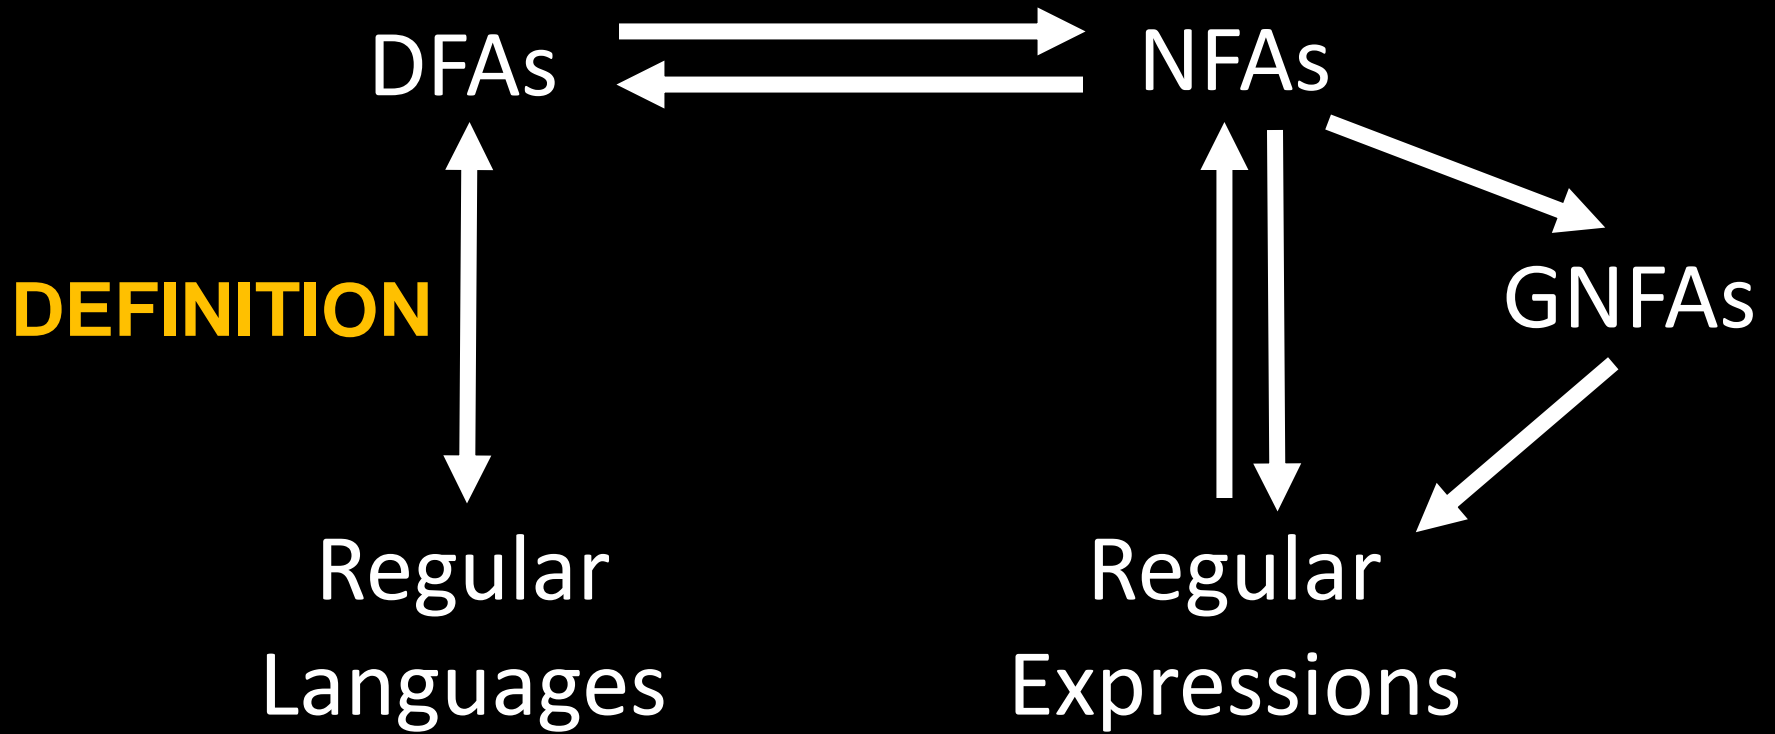 DFAs
NFAs
GNFAs
DEFINITION
Regular
Languages
Regular
Expressions